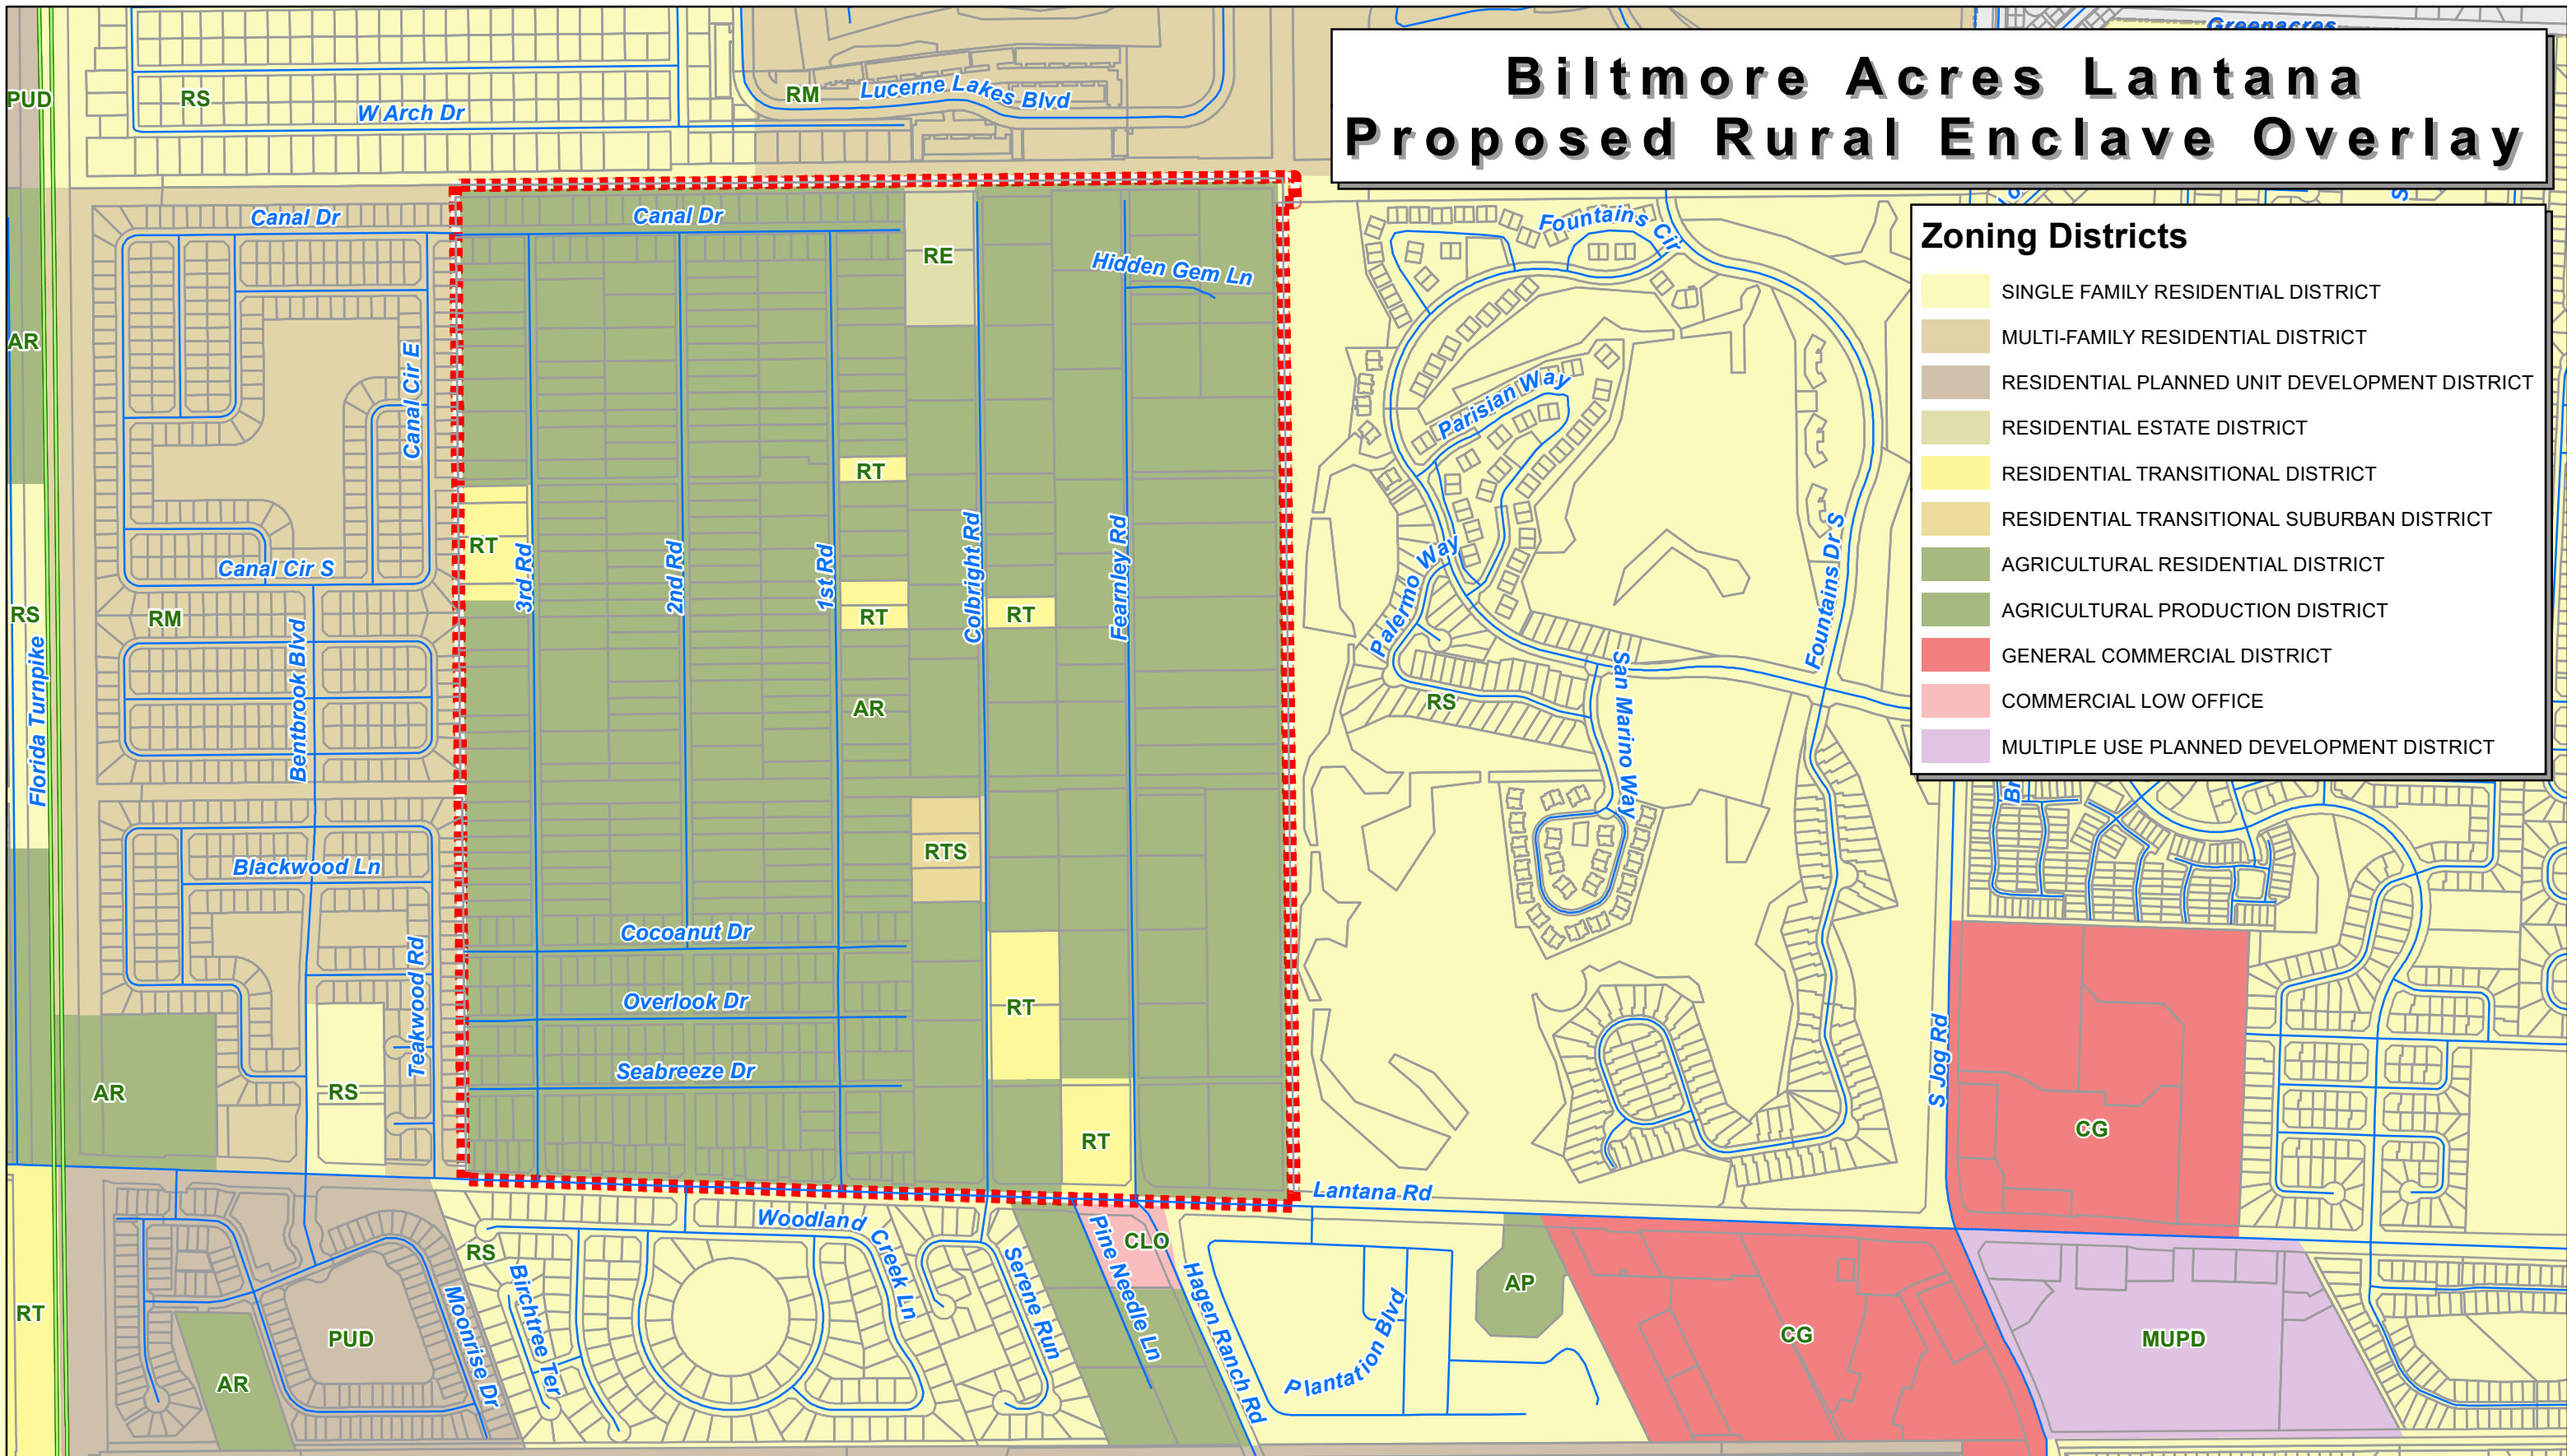 Greenacres
Biltmore Acres Lantana
Proposed Rural Enclave Overlay
PUD
RS
W Arch Dr
RM
Lucerne Lakes Blvd
Canal Dr
Canal Dr
RE
Hidden Gem Ln
Fountains Cir
Zoning Districts
SINGLE FAMILY RESIDENTIAL DISTRICT
MULTI-FAMILY RESIDENTIAL DISTRICT
RESIDENTIAL PLANNED UNIT DEVELOPMENT DISTRICT
RESIDENTIAL ESTATE DISTRICT
RESIDENTIAL TRANSITIONAL DISTRICT
RESIDENTIAL TRANSITIONAL SUBURBAN DISTRICT
AGRICULTURAL RESIDENTIAL DISTRICT
AGRICULTURAL PRODUCTION DISTRICT
GENERAL COMMERCIAL DISTRICT
COMMERCIAL LOW OFFICE
MULTIPLE USE PLANNED DEVELOPMENT DISTRICT
AR
Canal Cir E
Parisian Way
RT
RT
3rd Rd
2nd Rd
1st Rd
Colbright Rd
Fearnley Rd
Palermo Way
Fountains Dr S
Canal Cir S
RS
RM
RT
RT
Florida Turnpike
Bentbrook Blvd
San Marino Way
RS
AR
Blackwood Ln
RTS
Teakwood Rd
Cocoanut Dr
Overlook Dr
RT
Seabreeze Dr
S Jog Rd
AR
RS
RT
CG
Lantana Rd
Woodland
Creek Ln
RS
CLO
Birchtree Ter
Serene Run
Pine Needle Ln
Hagen Ranch Rd
Plantation Blvd
AP
RT
PUD
Moonrise Dr
CG
MUPD
AR